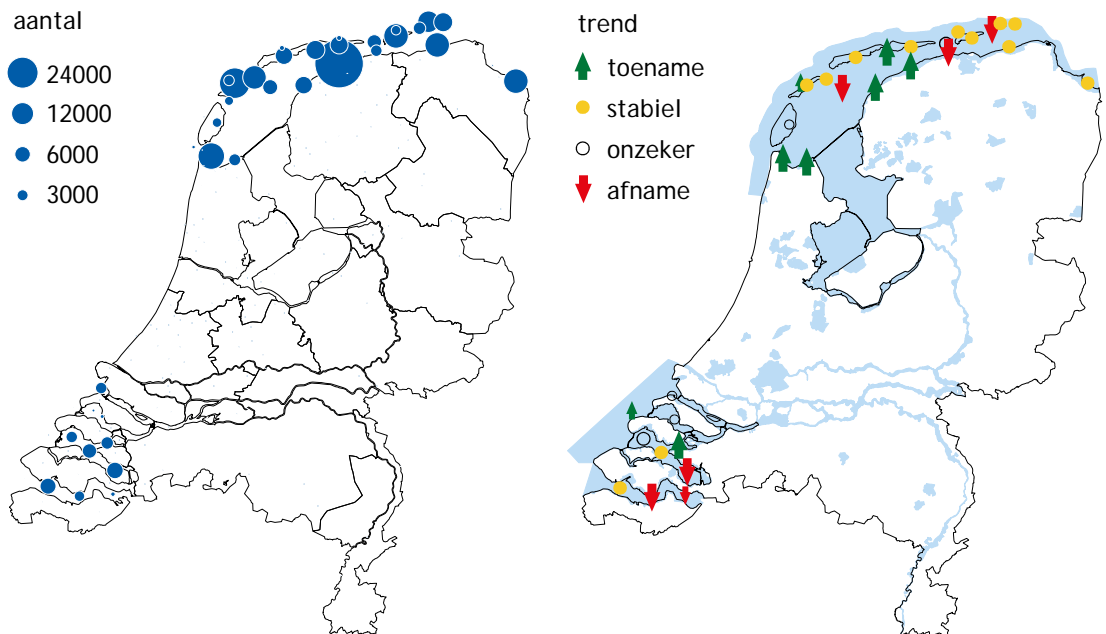 aantal
24000
12000
6000
3000
trend
toename
stabiel
onzeker
afname